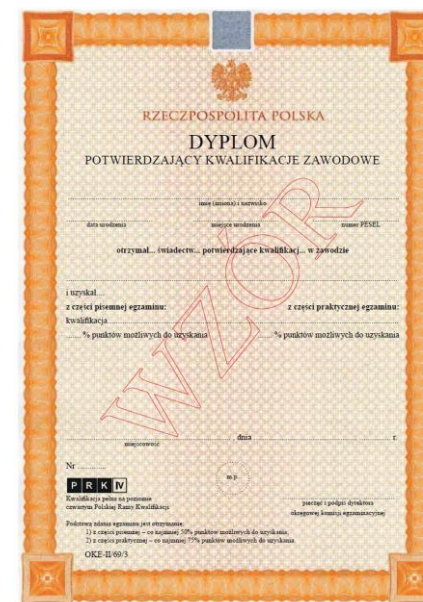 RZECZPOSPOLITA POLSKA
DYPLOM
POTWIERDZAJĄCY KWALIFIKACJE ZAWODOWE
imię (imiona) i nazwisko
data urodzenia miejsce urodzenia numer PESEL
otrzymał... świadectw... potwierdzające kwalifikacj... w zawodzie
i uzyskał....
z części pisemnej egzaminu: z części praktycznej egzaminu:
kwalifikacja
...... % punktów możliwych do uzyskania ...... % punktów możliwych do uzyskania
WZÓR
, dnia r.
miejscowość
Nr .............
m.p.
P R K IV
Kwalifikacja pełna na poziomie
czwartym Polskiej Ramy Kwalifikacji
pieczęć i podpis dyrektora
okręgowej komisji egzaminacyjnej
Podstawą zdania egzaminu jest otrzymanie:
1) z części pisemnej – co najmniej 50% punktów możliwych do uzyskania,
2) z części praktycznej – co najmniej 75% punktów możliwych do uzyskania.
OKE-II/69/3